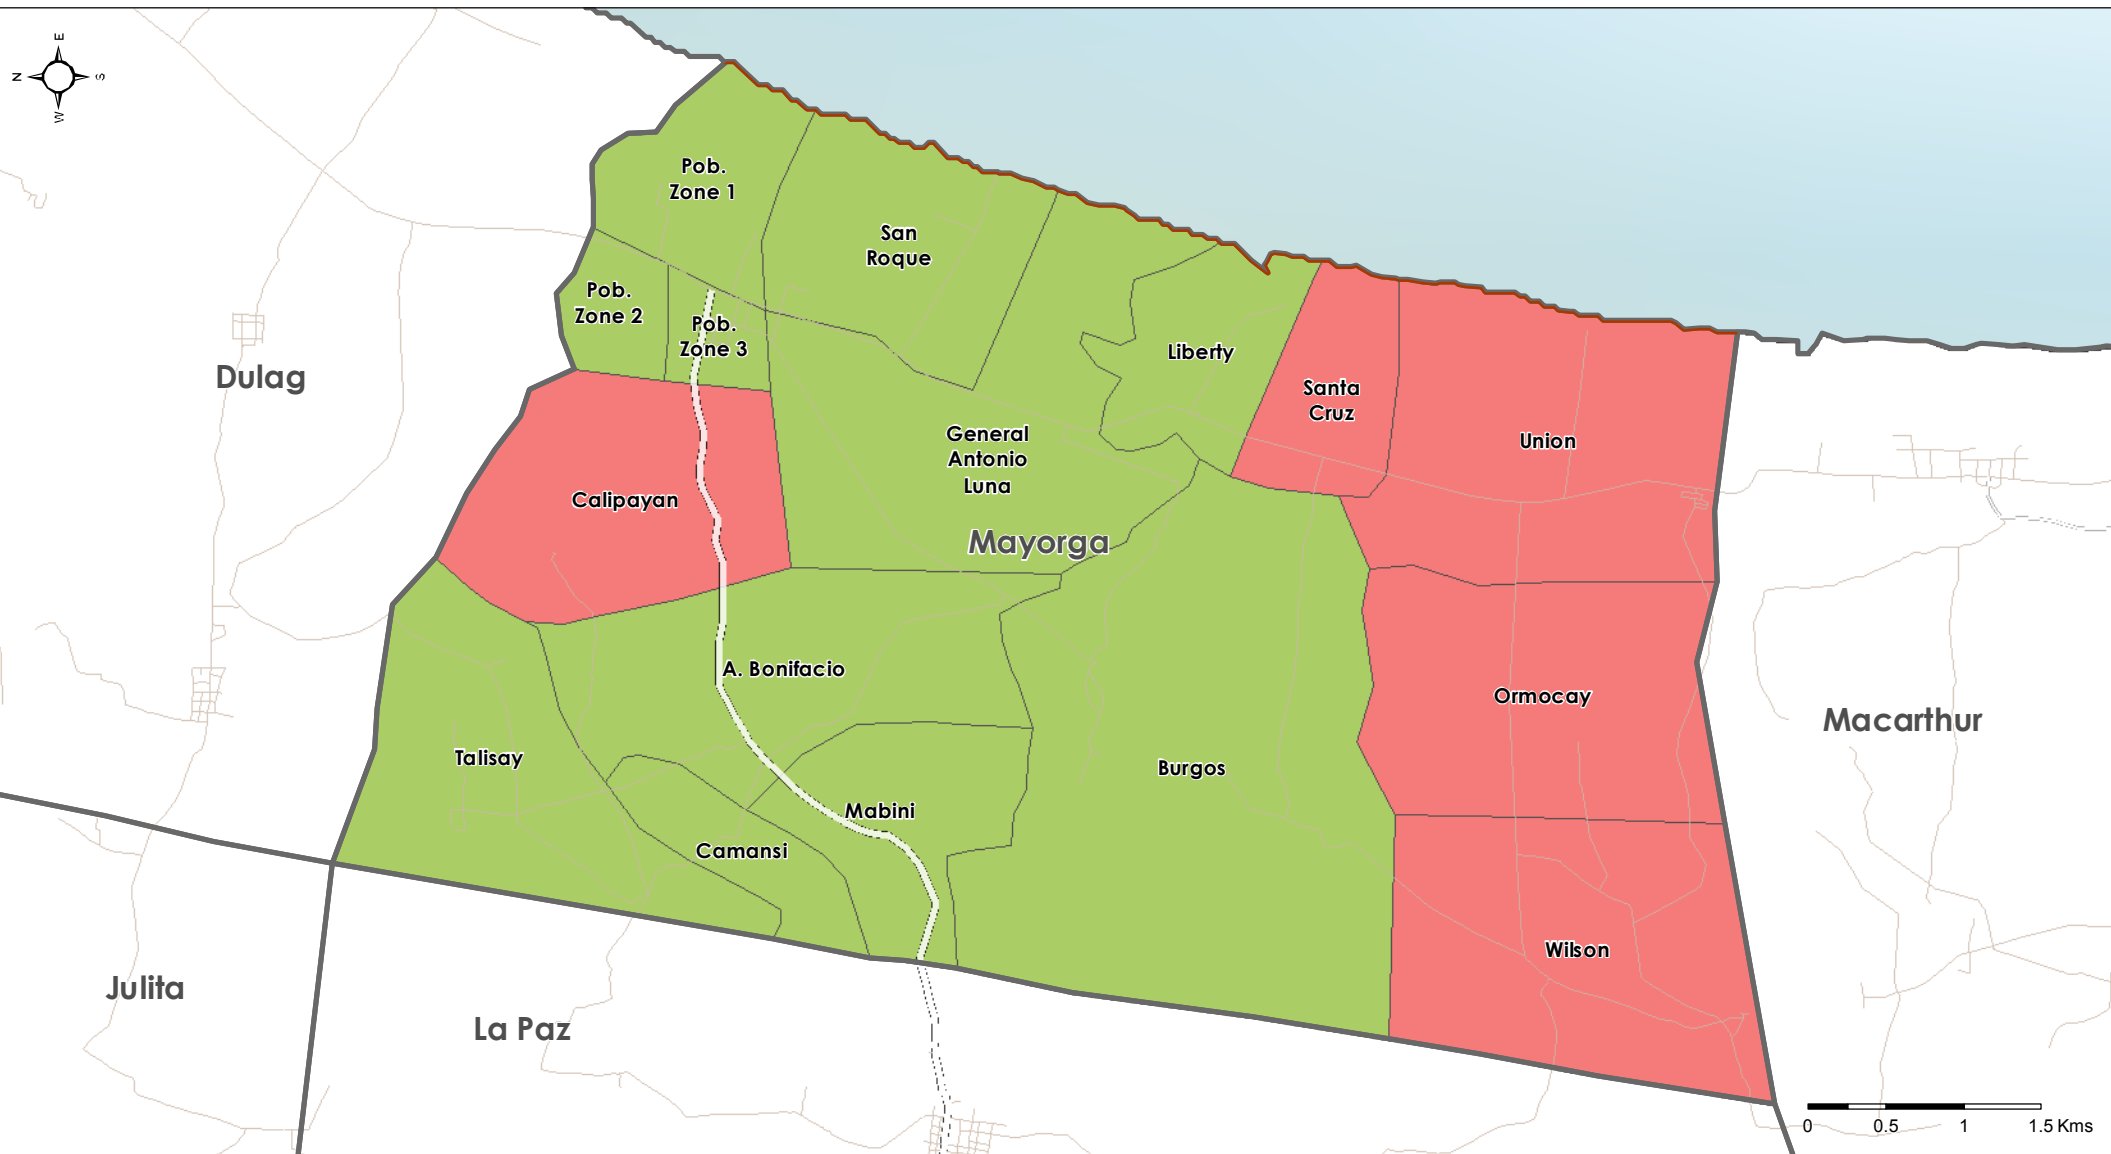 E
N
S
W
Pob.
Zone 1
San
Roque
Pob.
Zone 2
Pob.
Zone 3
Liberty
Dulag
Santa
Cruz
General
Antonio
Luna
Union
Calipayan
Mayorga
A. Bonifacio
Ormocay
Macarthur
Talisay
Burgos
Mabini
Camansi
Wilson
Julita
La Paz
0 0.5 1 1.5 Kms